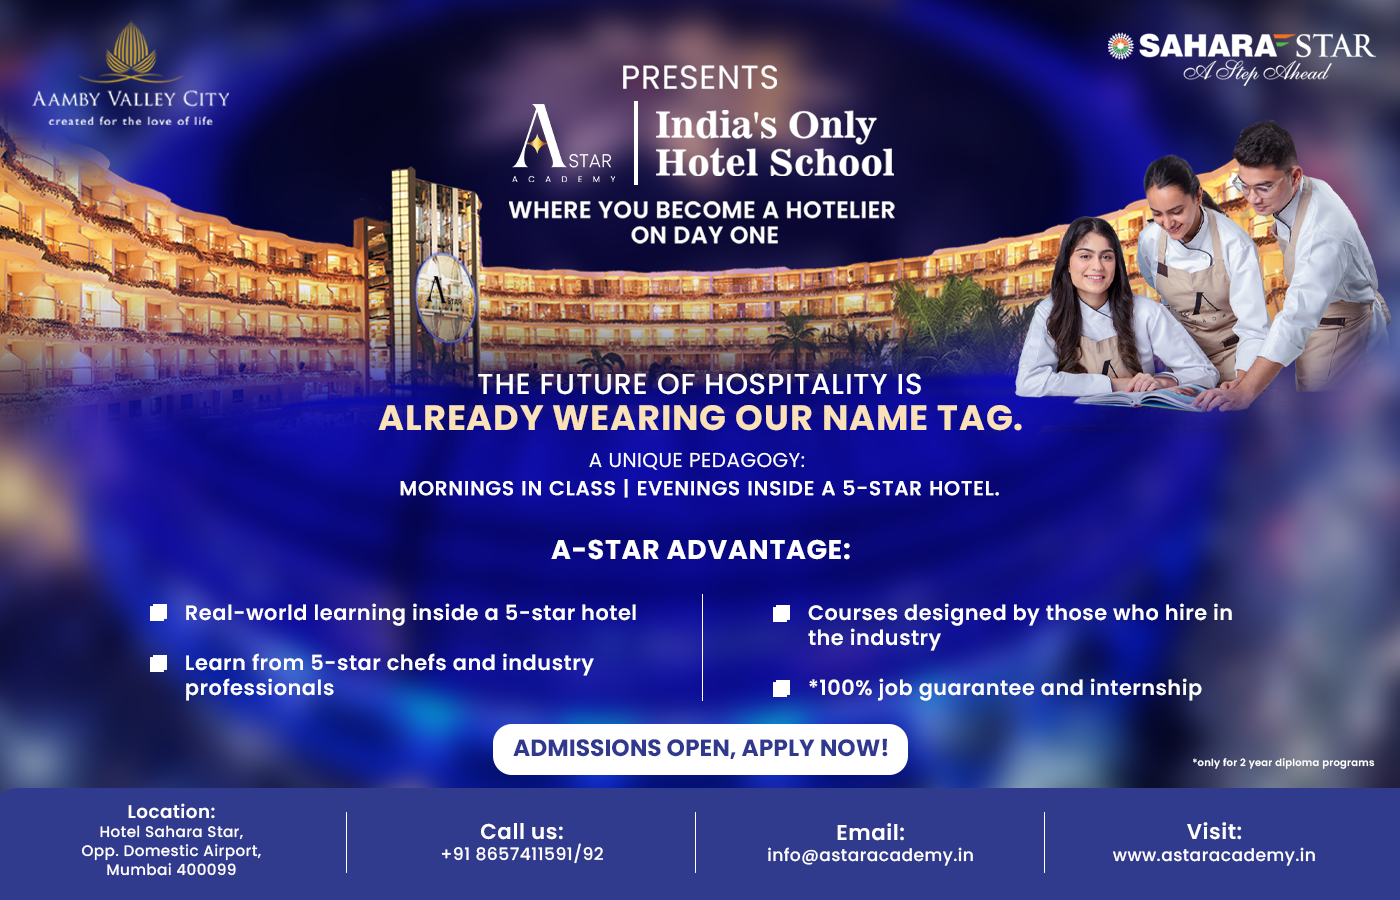 AAMBY VALLEY CITY
created for the love of life
SAHARA STAR
A Step Ahead
PRESENTS
A STAR
ACADEMY
India's Only
Hotel School
WHERE YOU BECOME A HOTELIER
ON DAY ONE
A STAR
THE FUTURE OF HOSPITALITY IS
ALREADY WEARING OUR NAME TAG.
A UNIQUE PEDAGOGY:
MORNINGS IN CLASS | EVENINGS INSIDE A 5-STAR HOTEL.
A-STAR ADVANTAGE:
Real-world learning inside a 5-star hotel
Learn from 5-star chefs and industry
professionals
Courses designed by those who hire in
the industry
*100% job guarantee and internship
ADMISSIONS OPEN, APPLY NOW!
*only for 2 year diploma programs
Location:
Hotel Sahara Star,
Opp. Domestic Airport,
Mumbai 400099
Call us:
+91 8657411591/92
Email:
info@astaracademy.in
Visit:
www.astaracademy.in